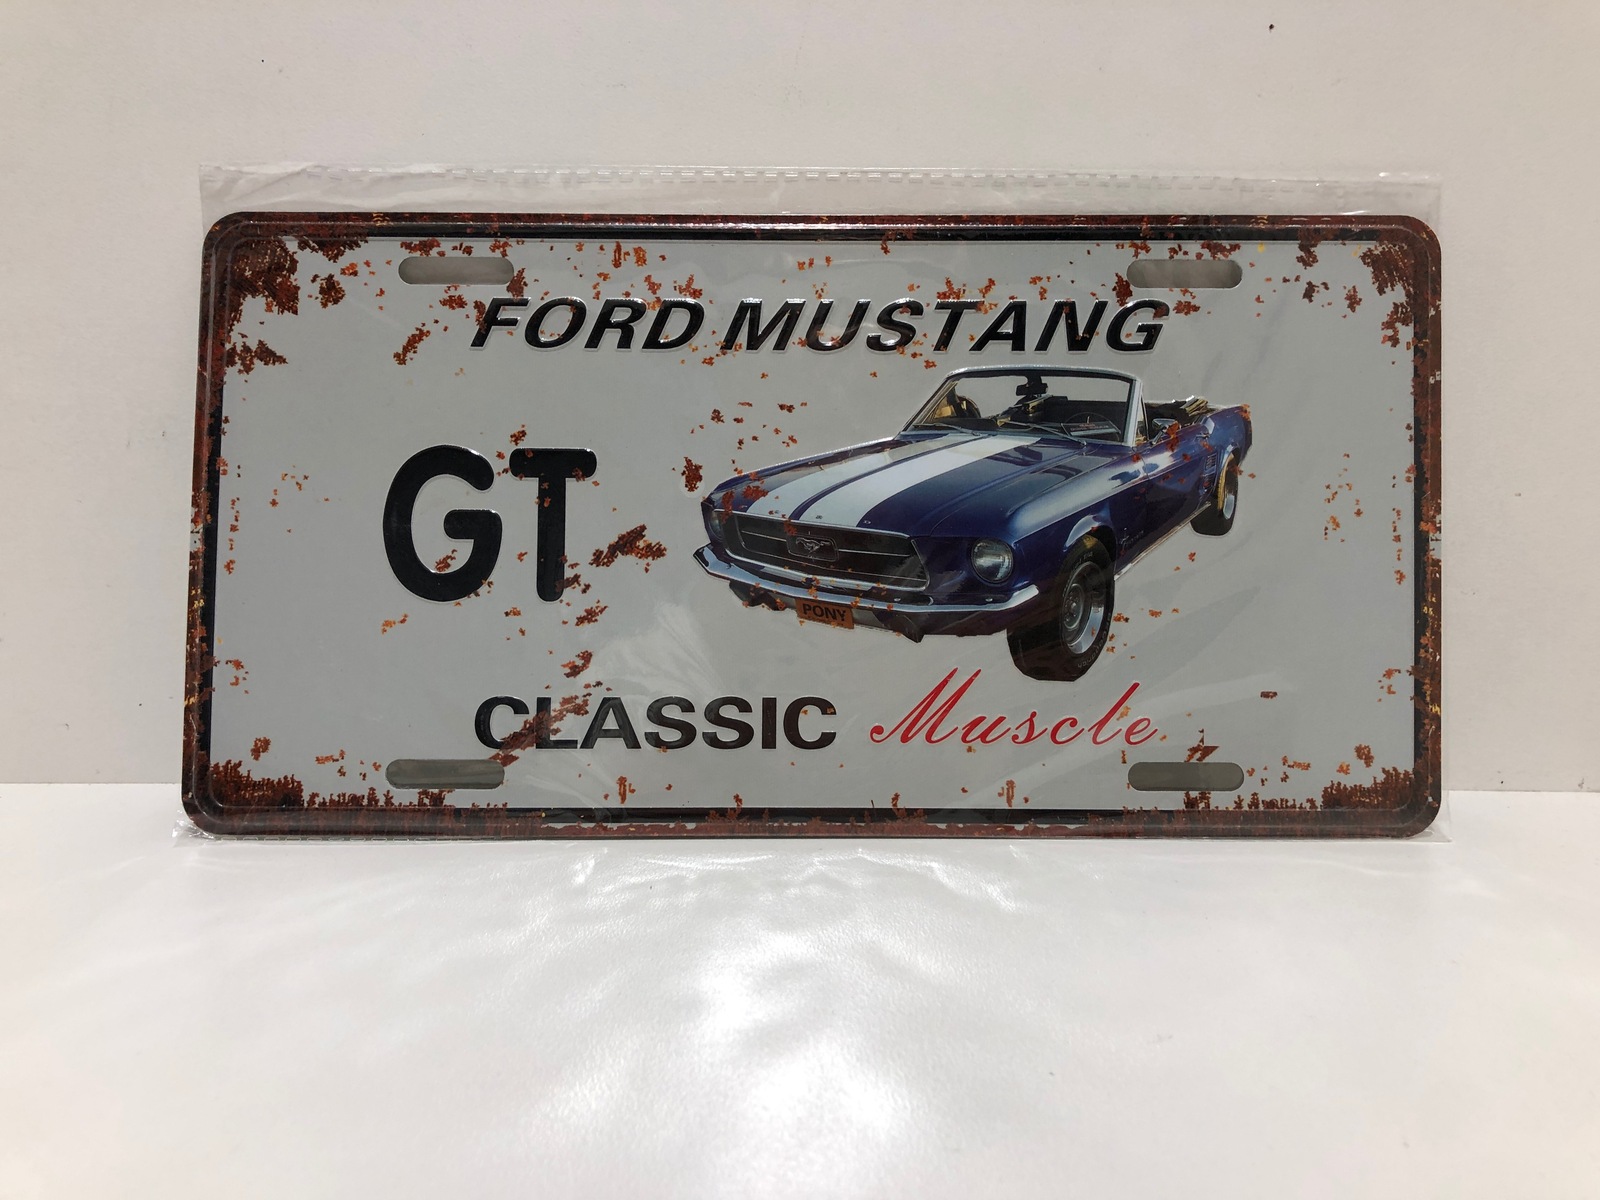 FORD MUSTANG
GT
PONY
CLASSIC Muscle